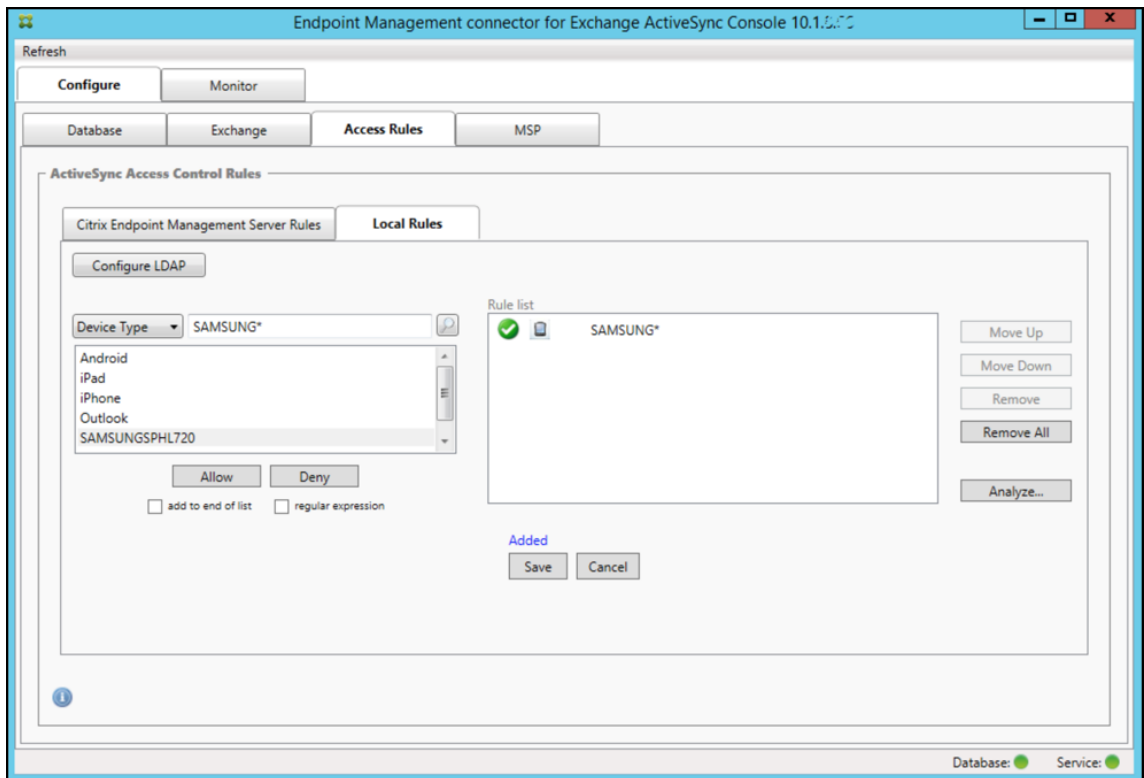 Endpoint Management connector for Exchange ActiveSync Console
Refresh
Configure Monitor
Database Exchange Access Rules MSP
ActiveSync Access Control Rules
Citrix Endpoint Management Server Rules Local Rules
Configure LDAP
Rule list
Device Type SAMSUNG* SAMSUNG* Move Up
Android
iPad Move Down
iPhone Remove
Outlook
SAMSUNGSPHL720 Remove All
Allow Deny
Analyze...
add to end of list regular expression
Added
Save Cancel
Database: Service: